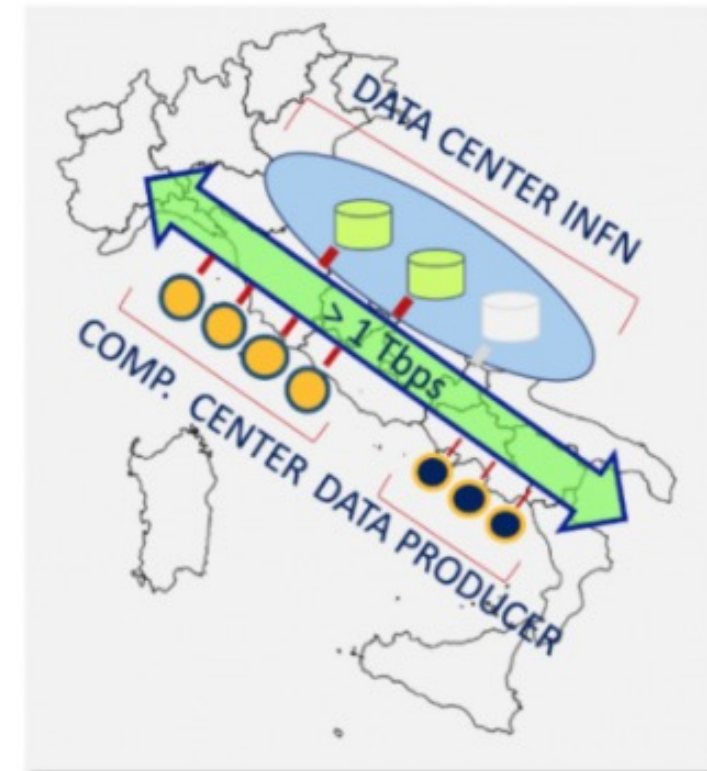 DATA CENTER INFN
> 1 Tbps
COMP. CENTER
DATA PRODUCER